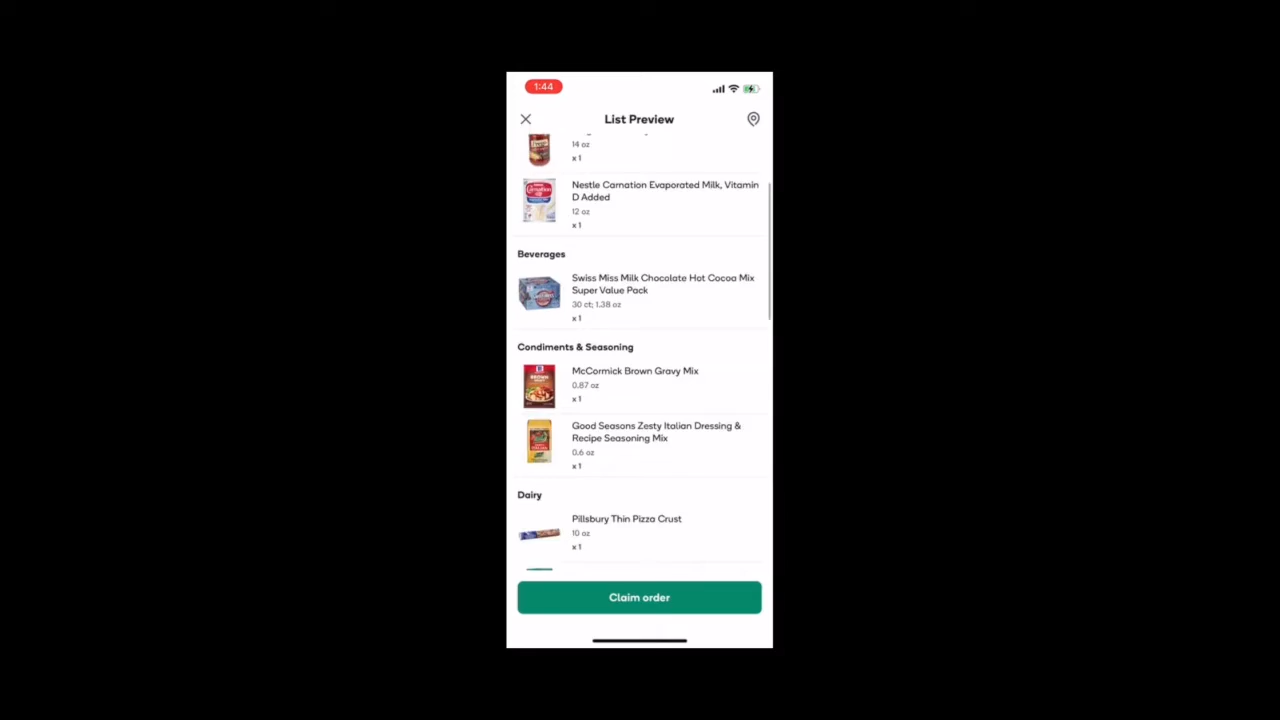 1:44
List Preview
14 oz
x 1
Nestle Carnation Evaporated Milk, Vitamin
D Added
12 oz
x 1
Beverages
Swiss Miss Milk Chocolate Hot Cocoa Mix
Super Value Pack
30 ct; 1.38 oz
x 1
Condiments & Seasoning
McCormick Brown Gravy Mix
0.87 oz
x 1
Good Seasons Zesty Italian Dressing &
Recipe Seasoning Mix
0.6 oz
x 1
Dairy
Pillsbury Thin Pizza Crust
10 oz
x 1
Claim order